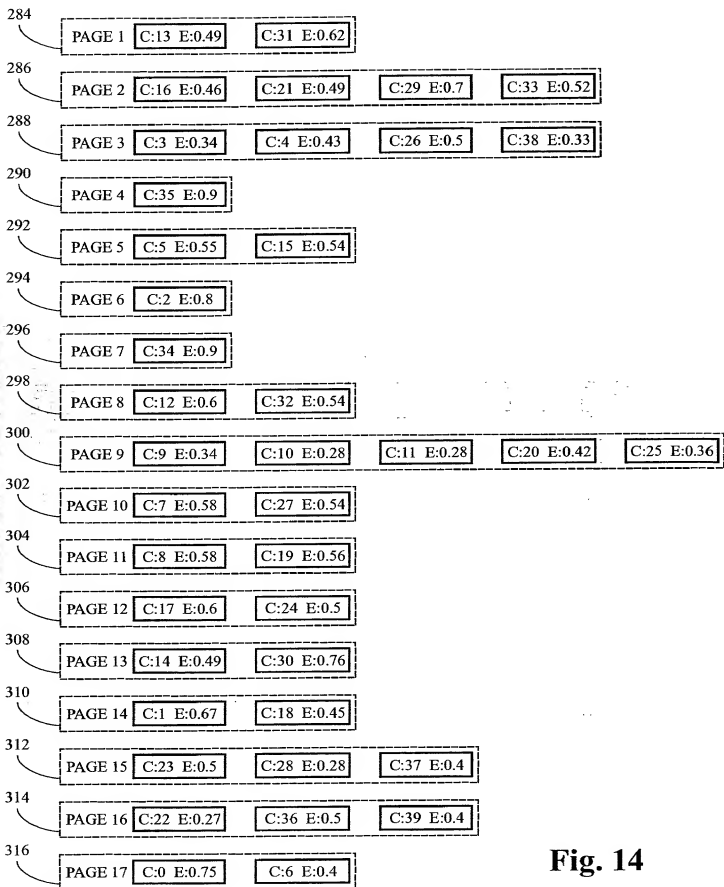 284
PAGE 1 C:13 E:0.49 C:31 E:0.62
286
PAGE 2 C:16 E:0.46 C:21 E:0.49 C:29 E:0.7 C:33 E:0.52
288
PAGE 3 C:3 E:0.34 C:4 E:0.43 C:26 E:0.5 C:38 E:0.33
290
PAGE 4 C:35 E:0.9
292
PAGE 5 C:5 E:0.55 C:15 E:0.54
294
PAGE 6 C:2 E:0.8
296
PAGE 7 C:34 E:0.9
298
PAGE 8 C:12 E:0.6 C:32 E:0.54
300
PAGE 9 C:9 E:0.34 C:10 E:0.28 C:11 E:0.28 C:20 E:0.42 C:25 E:0.36
302
PAGE 10 C:7 E:0.58 C:27 E:0.54
304
PAGE 11 C:8 E:0.58 C:19 E:0.56
306
PAGE 12 C:17 E:0.6 C:24 E:0.5
308
PAGE 13 C:14 E:0.49 C:30 E:0.76
310
PAGE 14 C:1 E:0.67 C:18 E:0.45
312
PAGE 15 C:23 E:0.5 C:28 E:0.28 C:37 E:0.4
314
PAGE 16 C:22 E:0.27 C:36 E:0.5 C:39 E:0.4
316
PAGE 17 C:0 E:0.75 C:6 E:0.4
Fig. 14